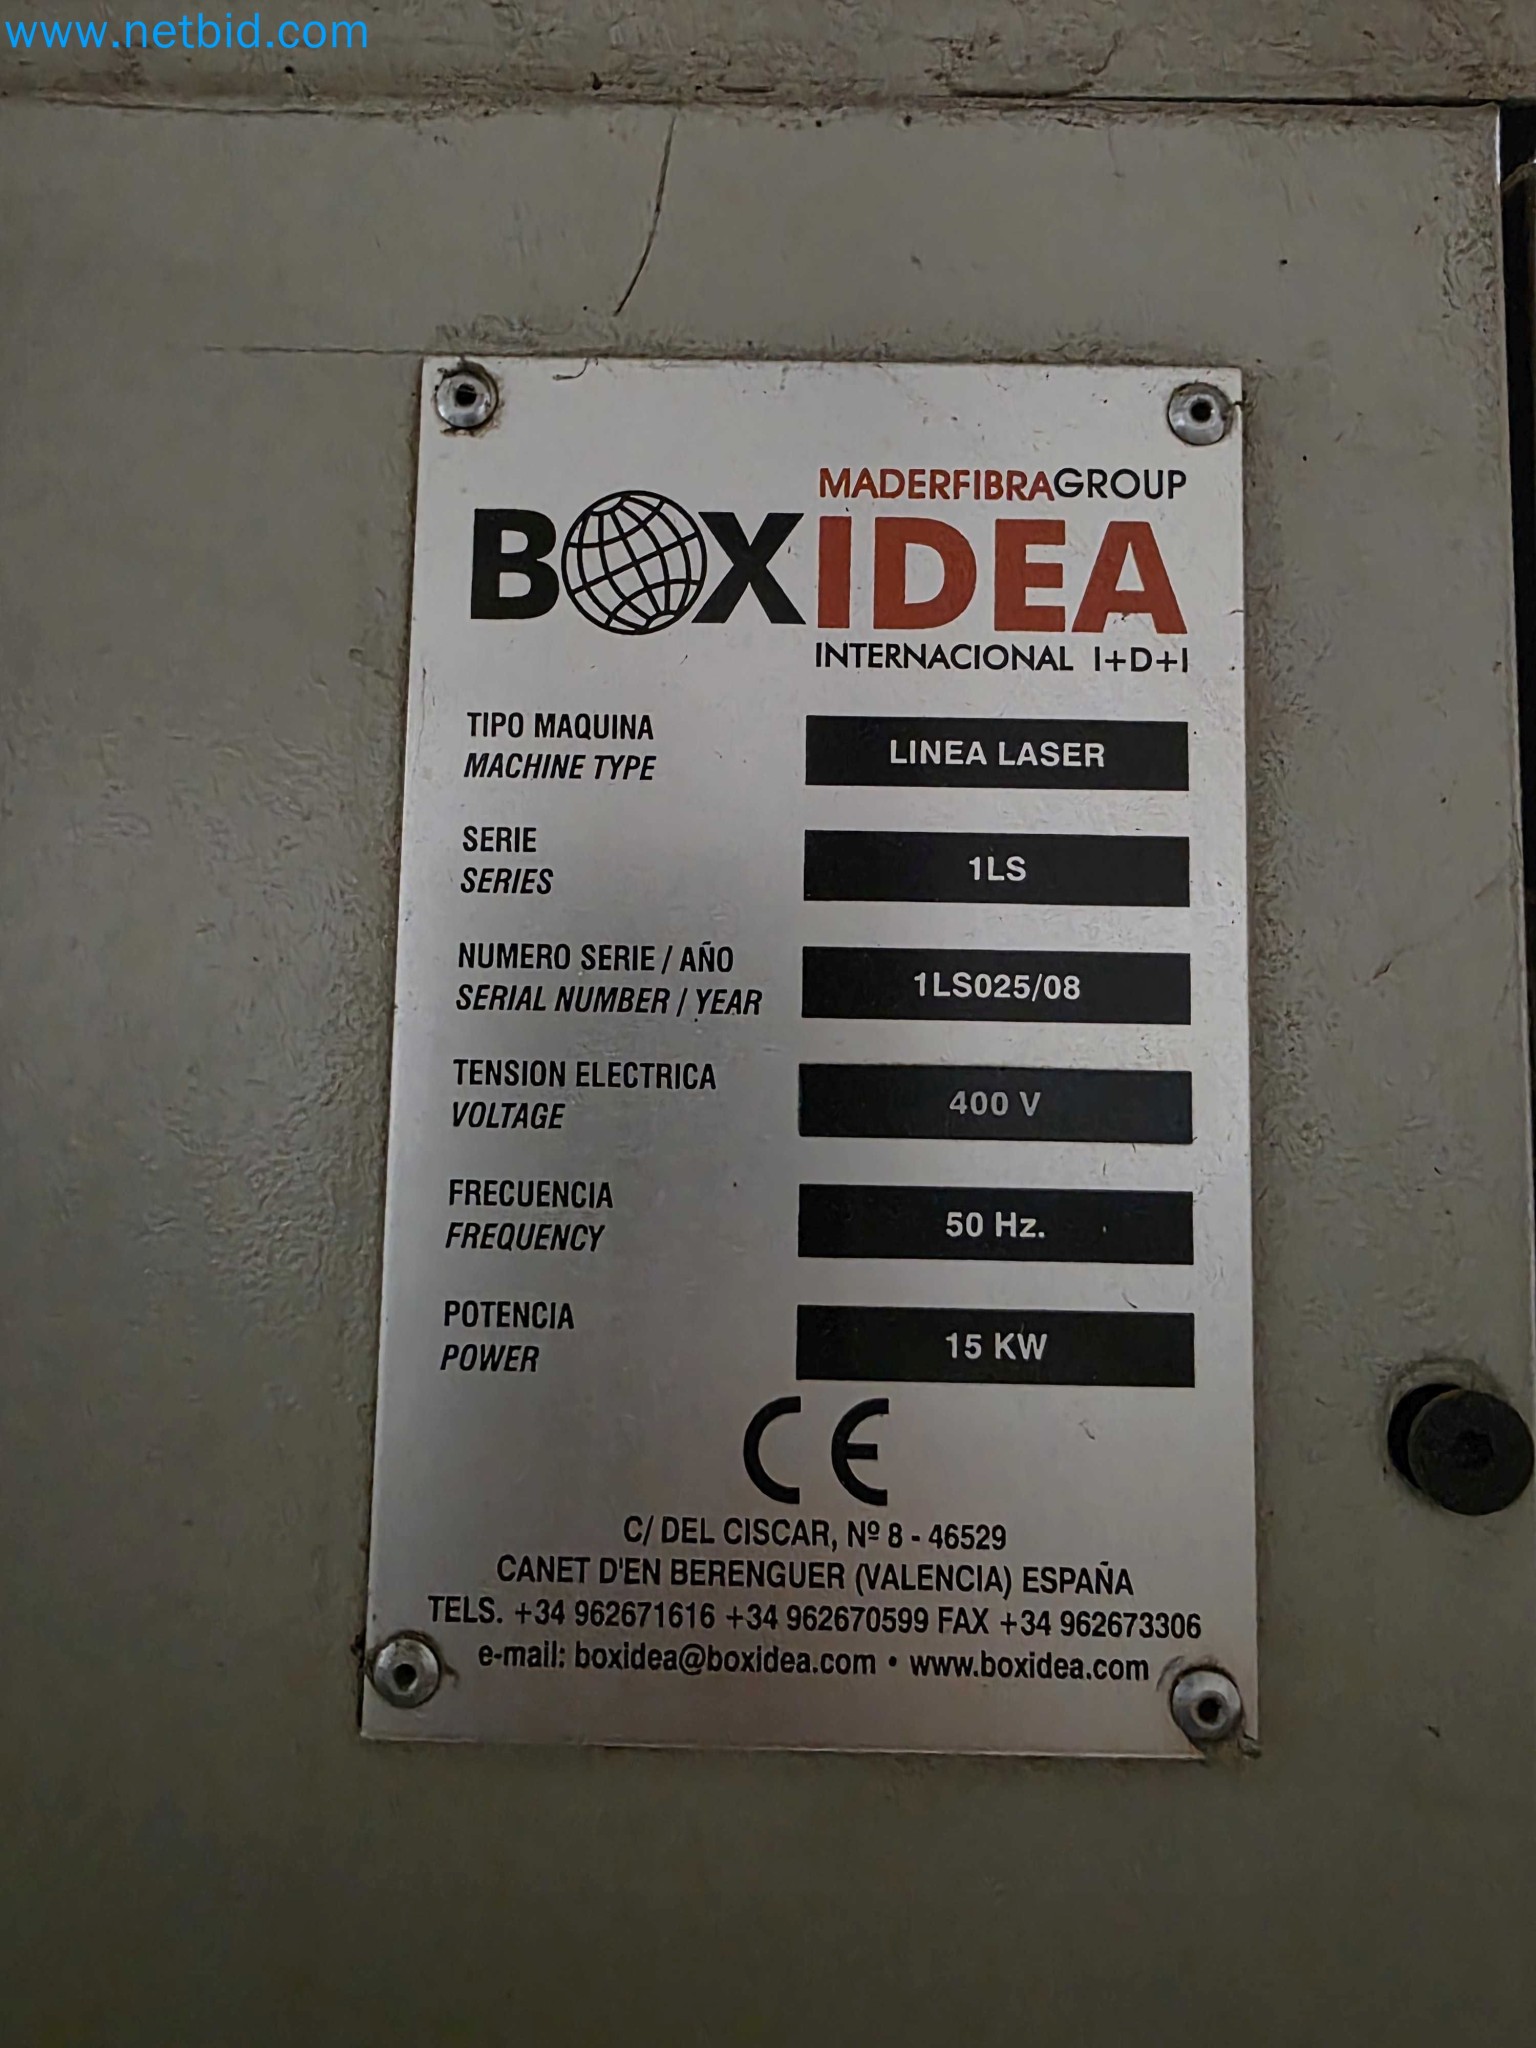 www.netbid.com
MADERFIBRAGROUP
BOXIDEA
INTERNACIONAL I+D+I
TIPO MAQUINA
MACHINE TYPE
LINEA LASER
SERIE
SERIES
1LS
NUMERO SERIE / AÑO
SERIAL NUMBER / YEAR
1LS025/08
TENSION ELECTRICA
VOLTAGE
400 V
FRECUENCIA
FREQUENCY
50 Hz.
POTENCIA
POWER
15 KW
CE
C/ DEL CISCAR, Nº 8 - 46529
CANET D'EN BERENGUER (VALENCIA) ESPAÑA
TELS. +34 962671616 +34 962670599 FAX +34 962673306
e-mail: boxidea@boxidea.com • www.boxidea.com